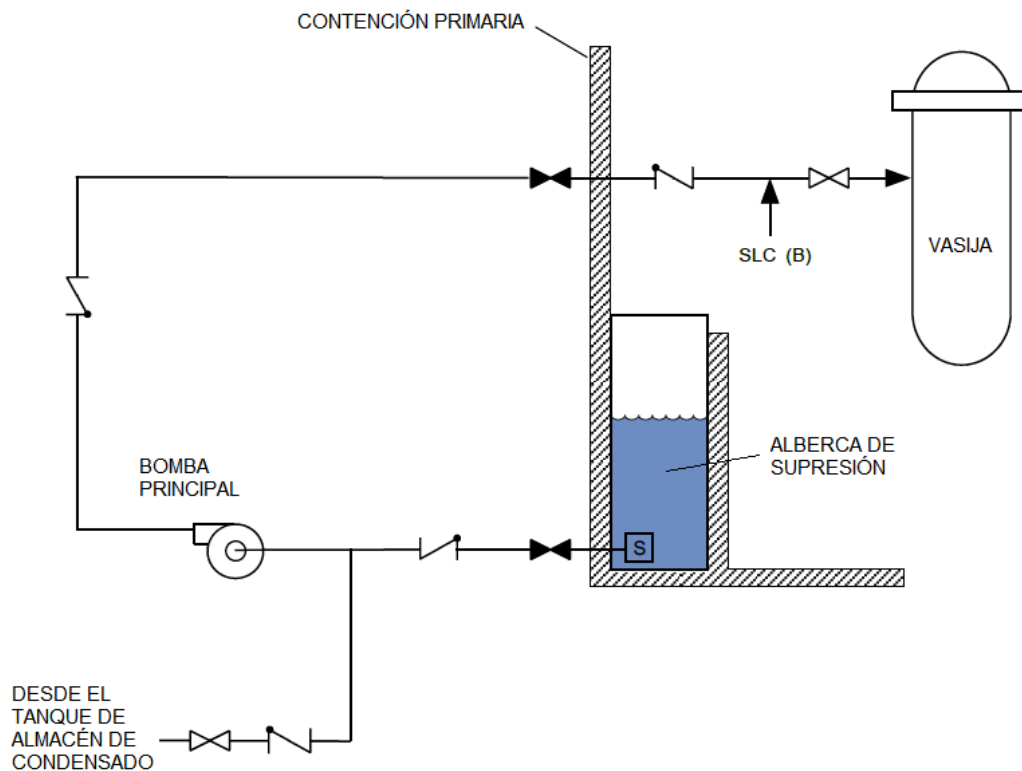 CONTENCIÓN PRIMARIA
SLC (B)
VASIJA
BOMBA
PRINCIPAL
ALBERCA DE
SUPRESIÓN
S
DESDE EL
TANQUE DE
ALMACÉN DE
CONDENSADO